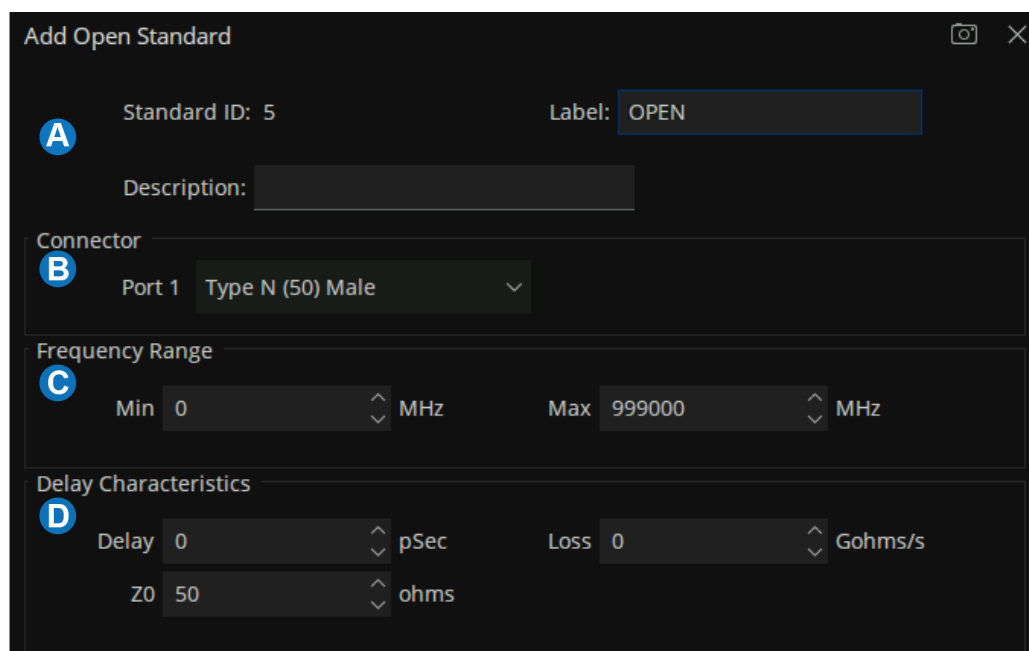 Add Open Standard
A
Standard ID: 5 Label: OPEN
Description:
Connector
B
Port 1 Type N (50) Male
Frequency Range
C
Min 0 MHz Max 999000 MHz
Delay Characteristics
D
Delay 0 pSec Loss 0 Gohms/s
Z0 50 ohms